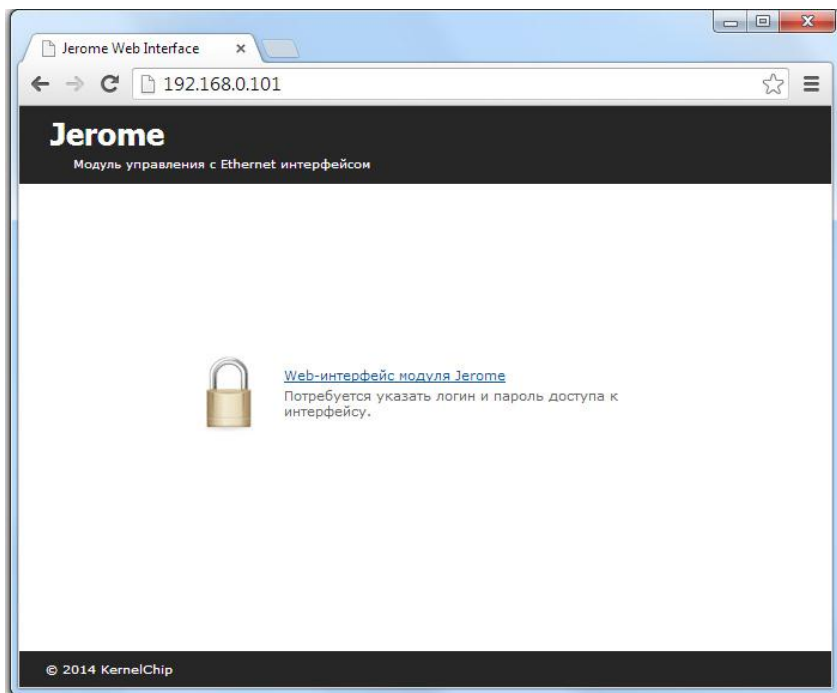 Jerome Web Interface
192.168.0.101
Jerome
Модуль управления с Ethernet интерфейсом
Web-интерфейс модуля Jerome
Потребуется указать логин и пароль доступа к
интерфейсу.
© 2014 KernelChip